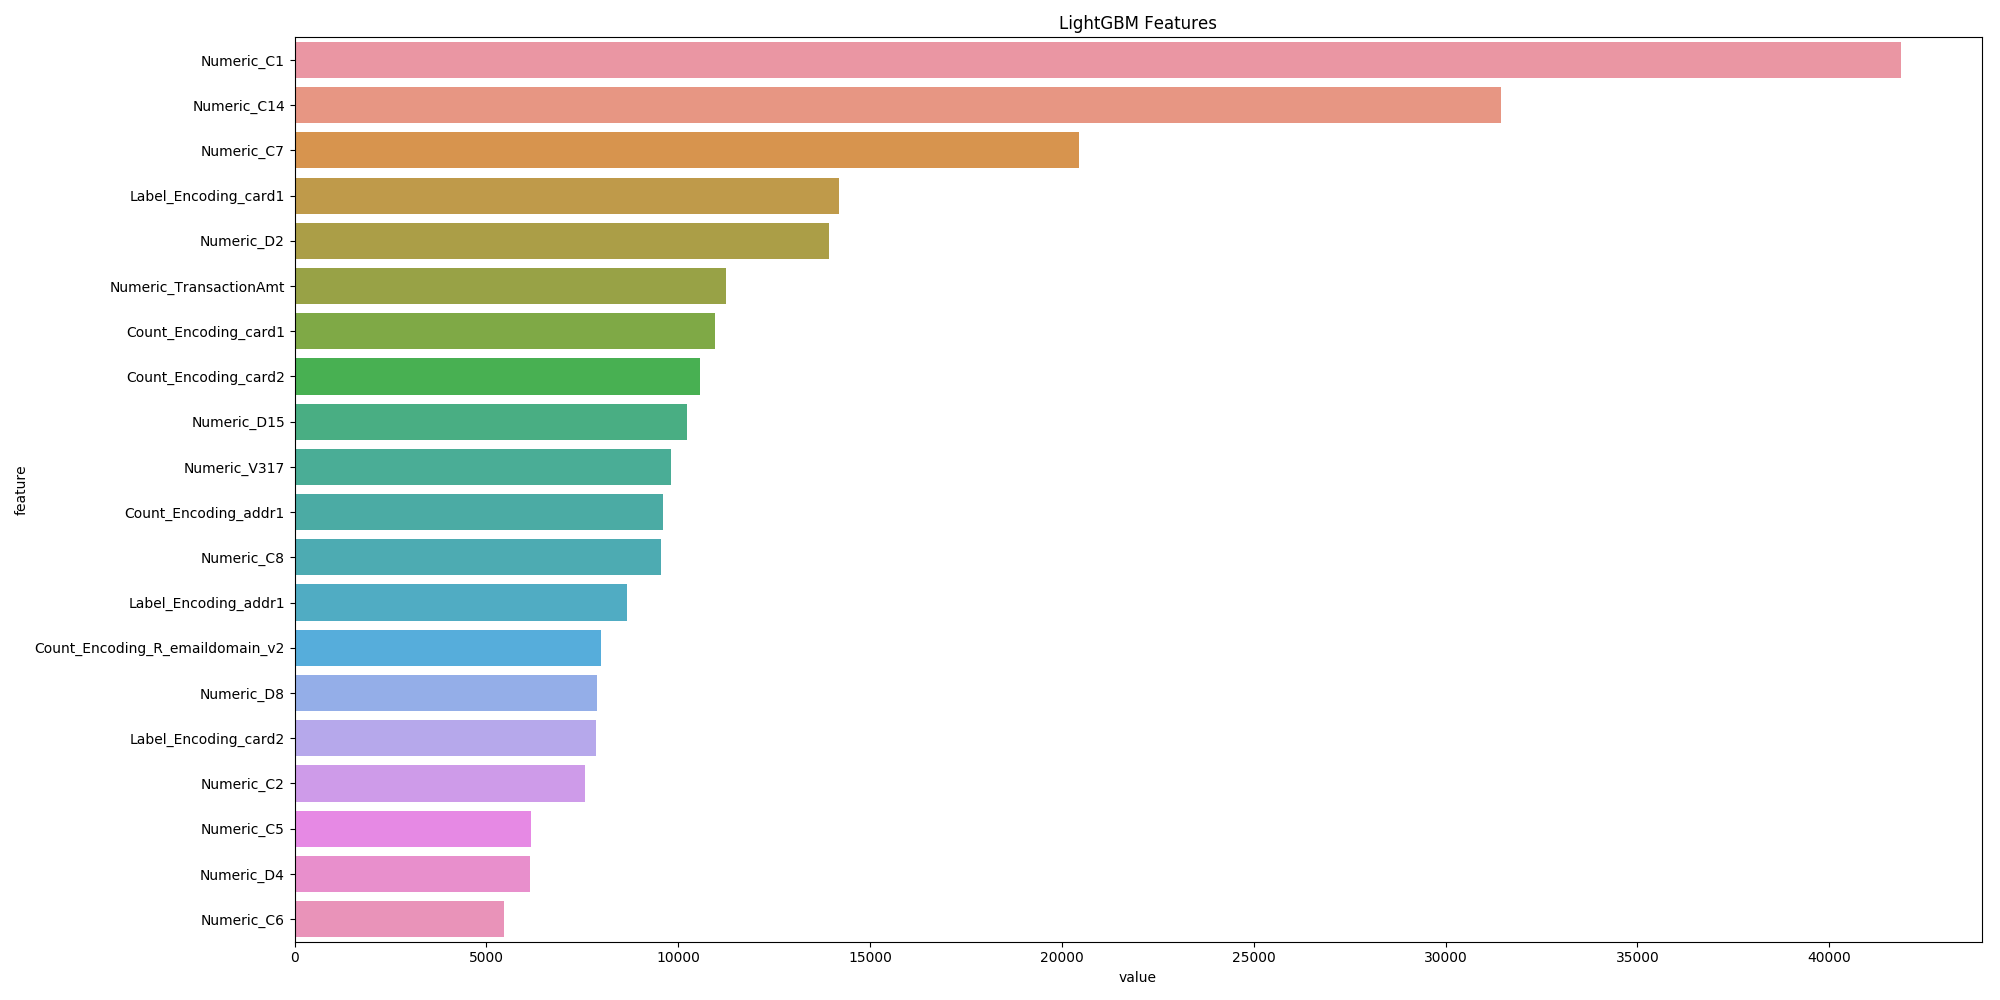 LightGBM Features
Numeric_C1
Numeric_C14
Numeric_C7
Label_Encoding_card1
Numeric_D2
Numeric_TransactionAmt
Count_Encoding_card1
Count_Encoding_card2
Numeric_D15
Numeric_V317
Count_Encoding_addr1
Numeric_C8
Label_Encoding_addr1
Count_Encoding_R_emaildomain_v2
Numeric_D8
Label_Encoding_card2
Numeric_C2
Numeric_C5
Numeric_D4
Numeric_C6
feature
0 5000 10000 15000 20000 25000 30000 35000 40000
value